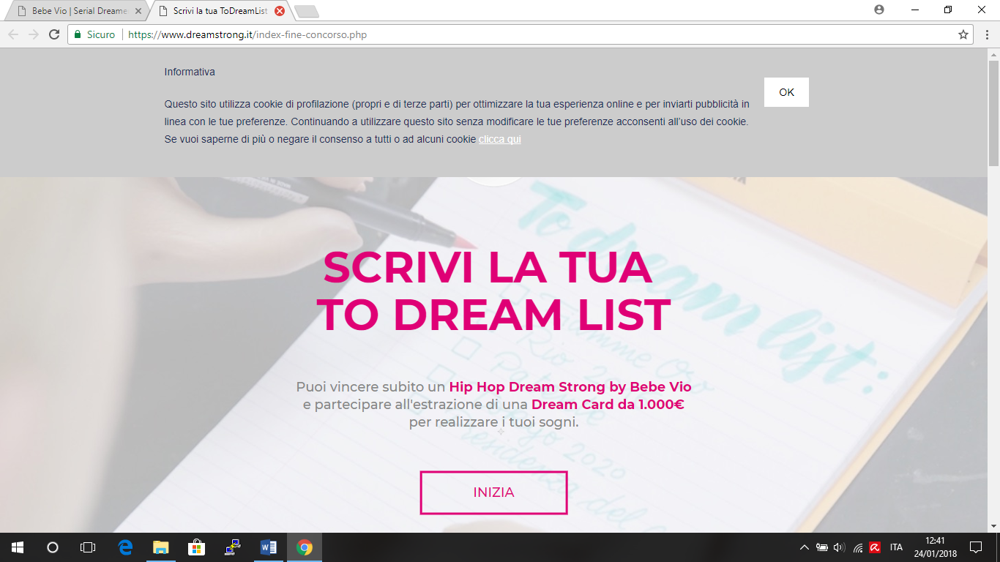 Bebe Vio | Serial Dreame
Scrivi la tua ToDreamList
Sicuro
https://www.dreamstrong.it/index-fine-concorso.php
Informativa
OK
Questo sito utilizza cookie di profilazione (propri e di terze parti) per ottimizzare la tua esperienza online e per inviarti pubblicità in
linea con le tue preferenze. Continuando a utilizzare questo sito senza modificare le tue preferenze acconsenti all'uso dei cookie.
Se vuoi saperne di più o negare il consenso a tutti o ad alcuni cookie clicca qui
To dream list:
SCRIVI LA TUA
TO DREAM LIST
Puoi vincere subito un Hip Hop Dream Strong by Bebe Vio
e partecipare all'estrazione di una Dream Card da 1.000€
per realizzare i tuoi sogni.
INIZIA
ITA
12:41
24/01/2018